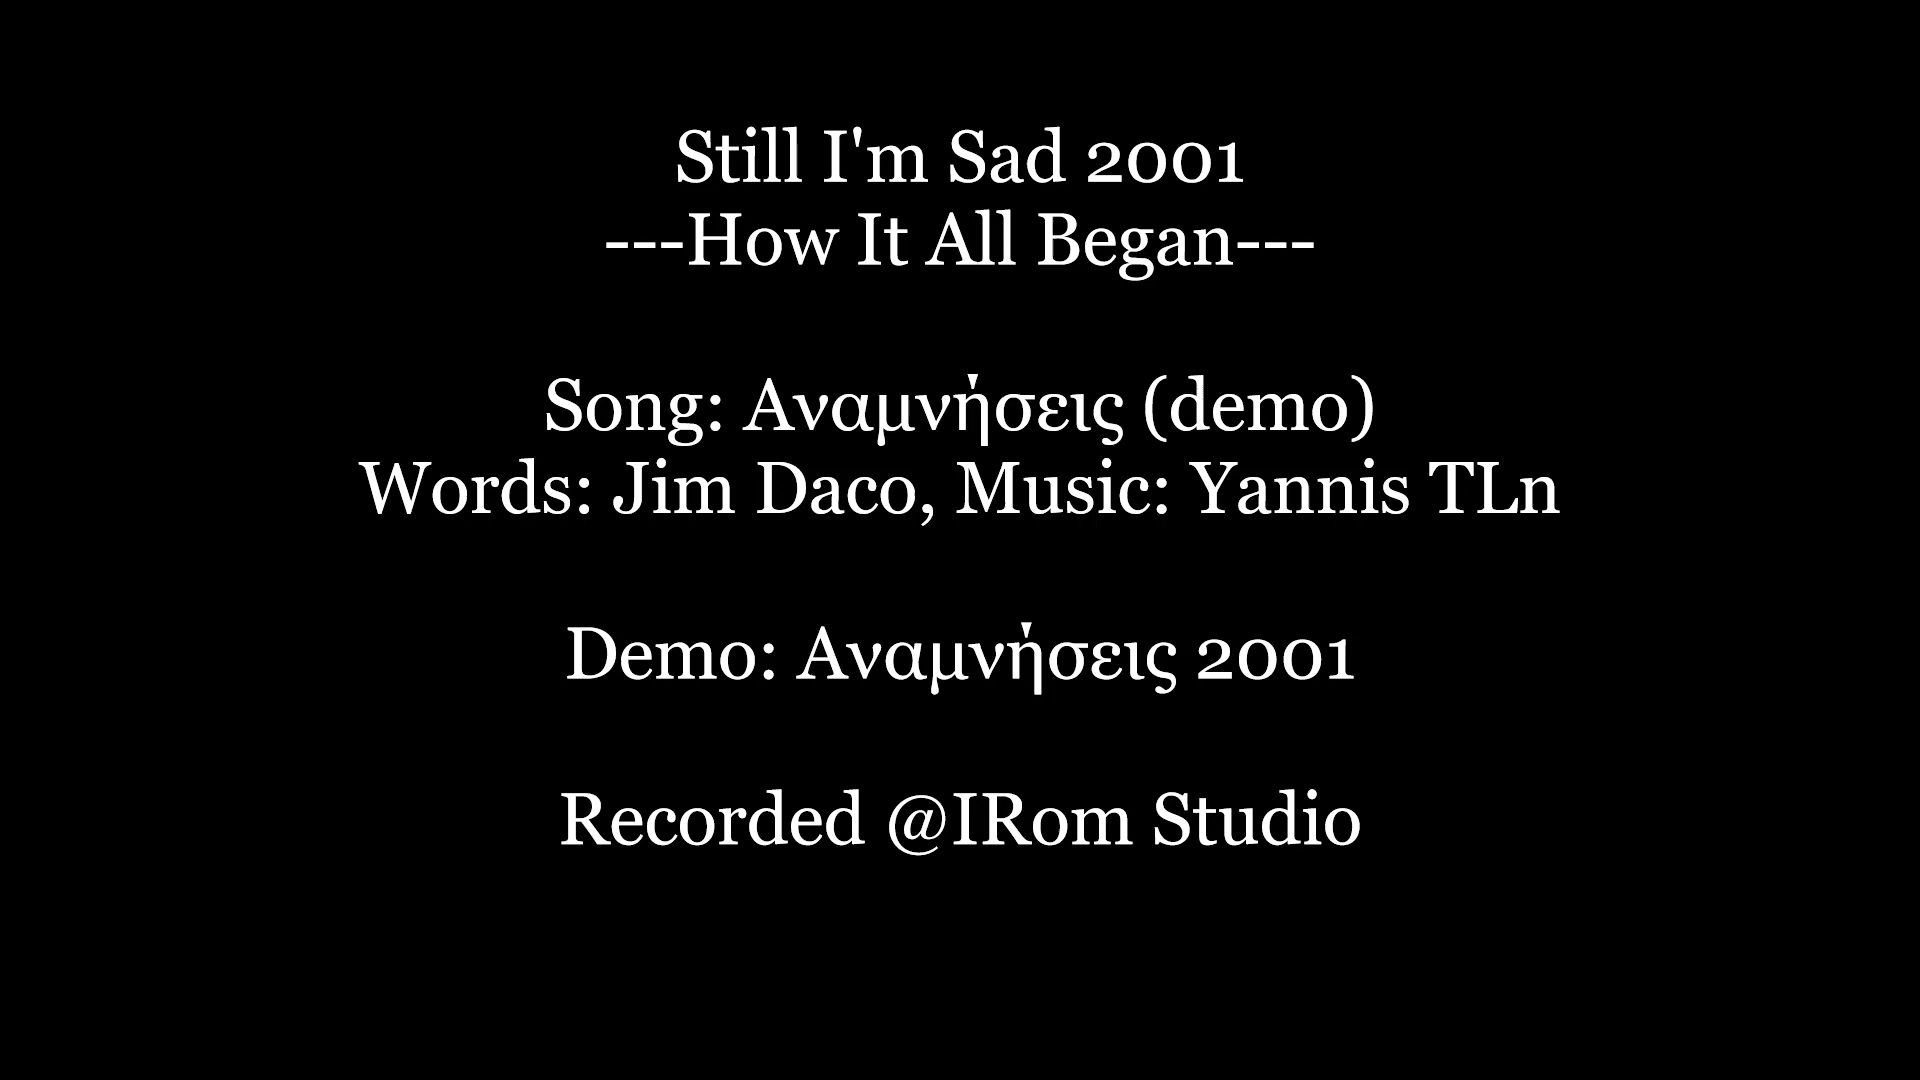 Still I'm Sad 2001
---How It All Began---
Song: Αναμνήσεις (demo)
Words: Jim Daco, Music: Yannis TLn
Demo: Αναμνήσεις 2001
Recorded @IRom Studio